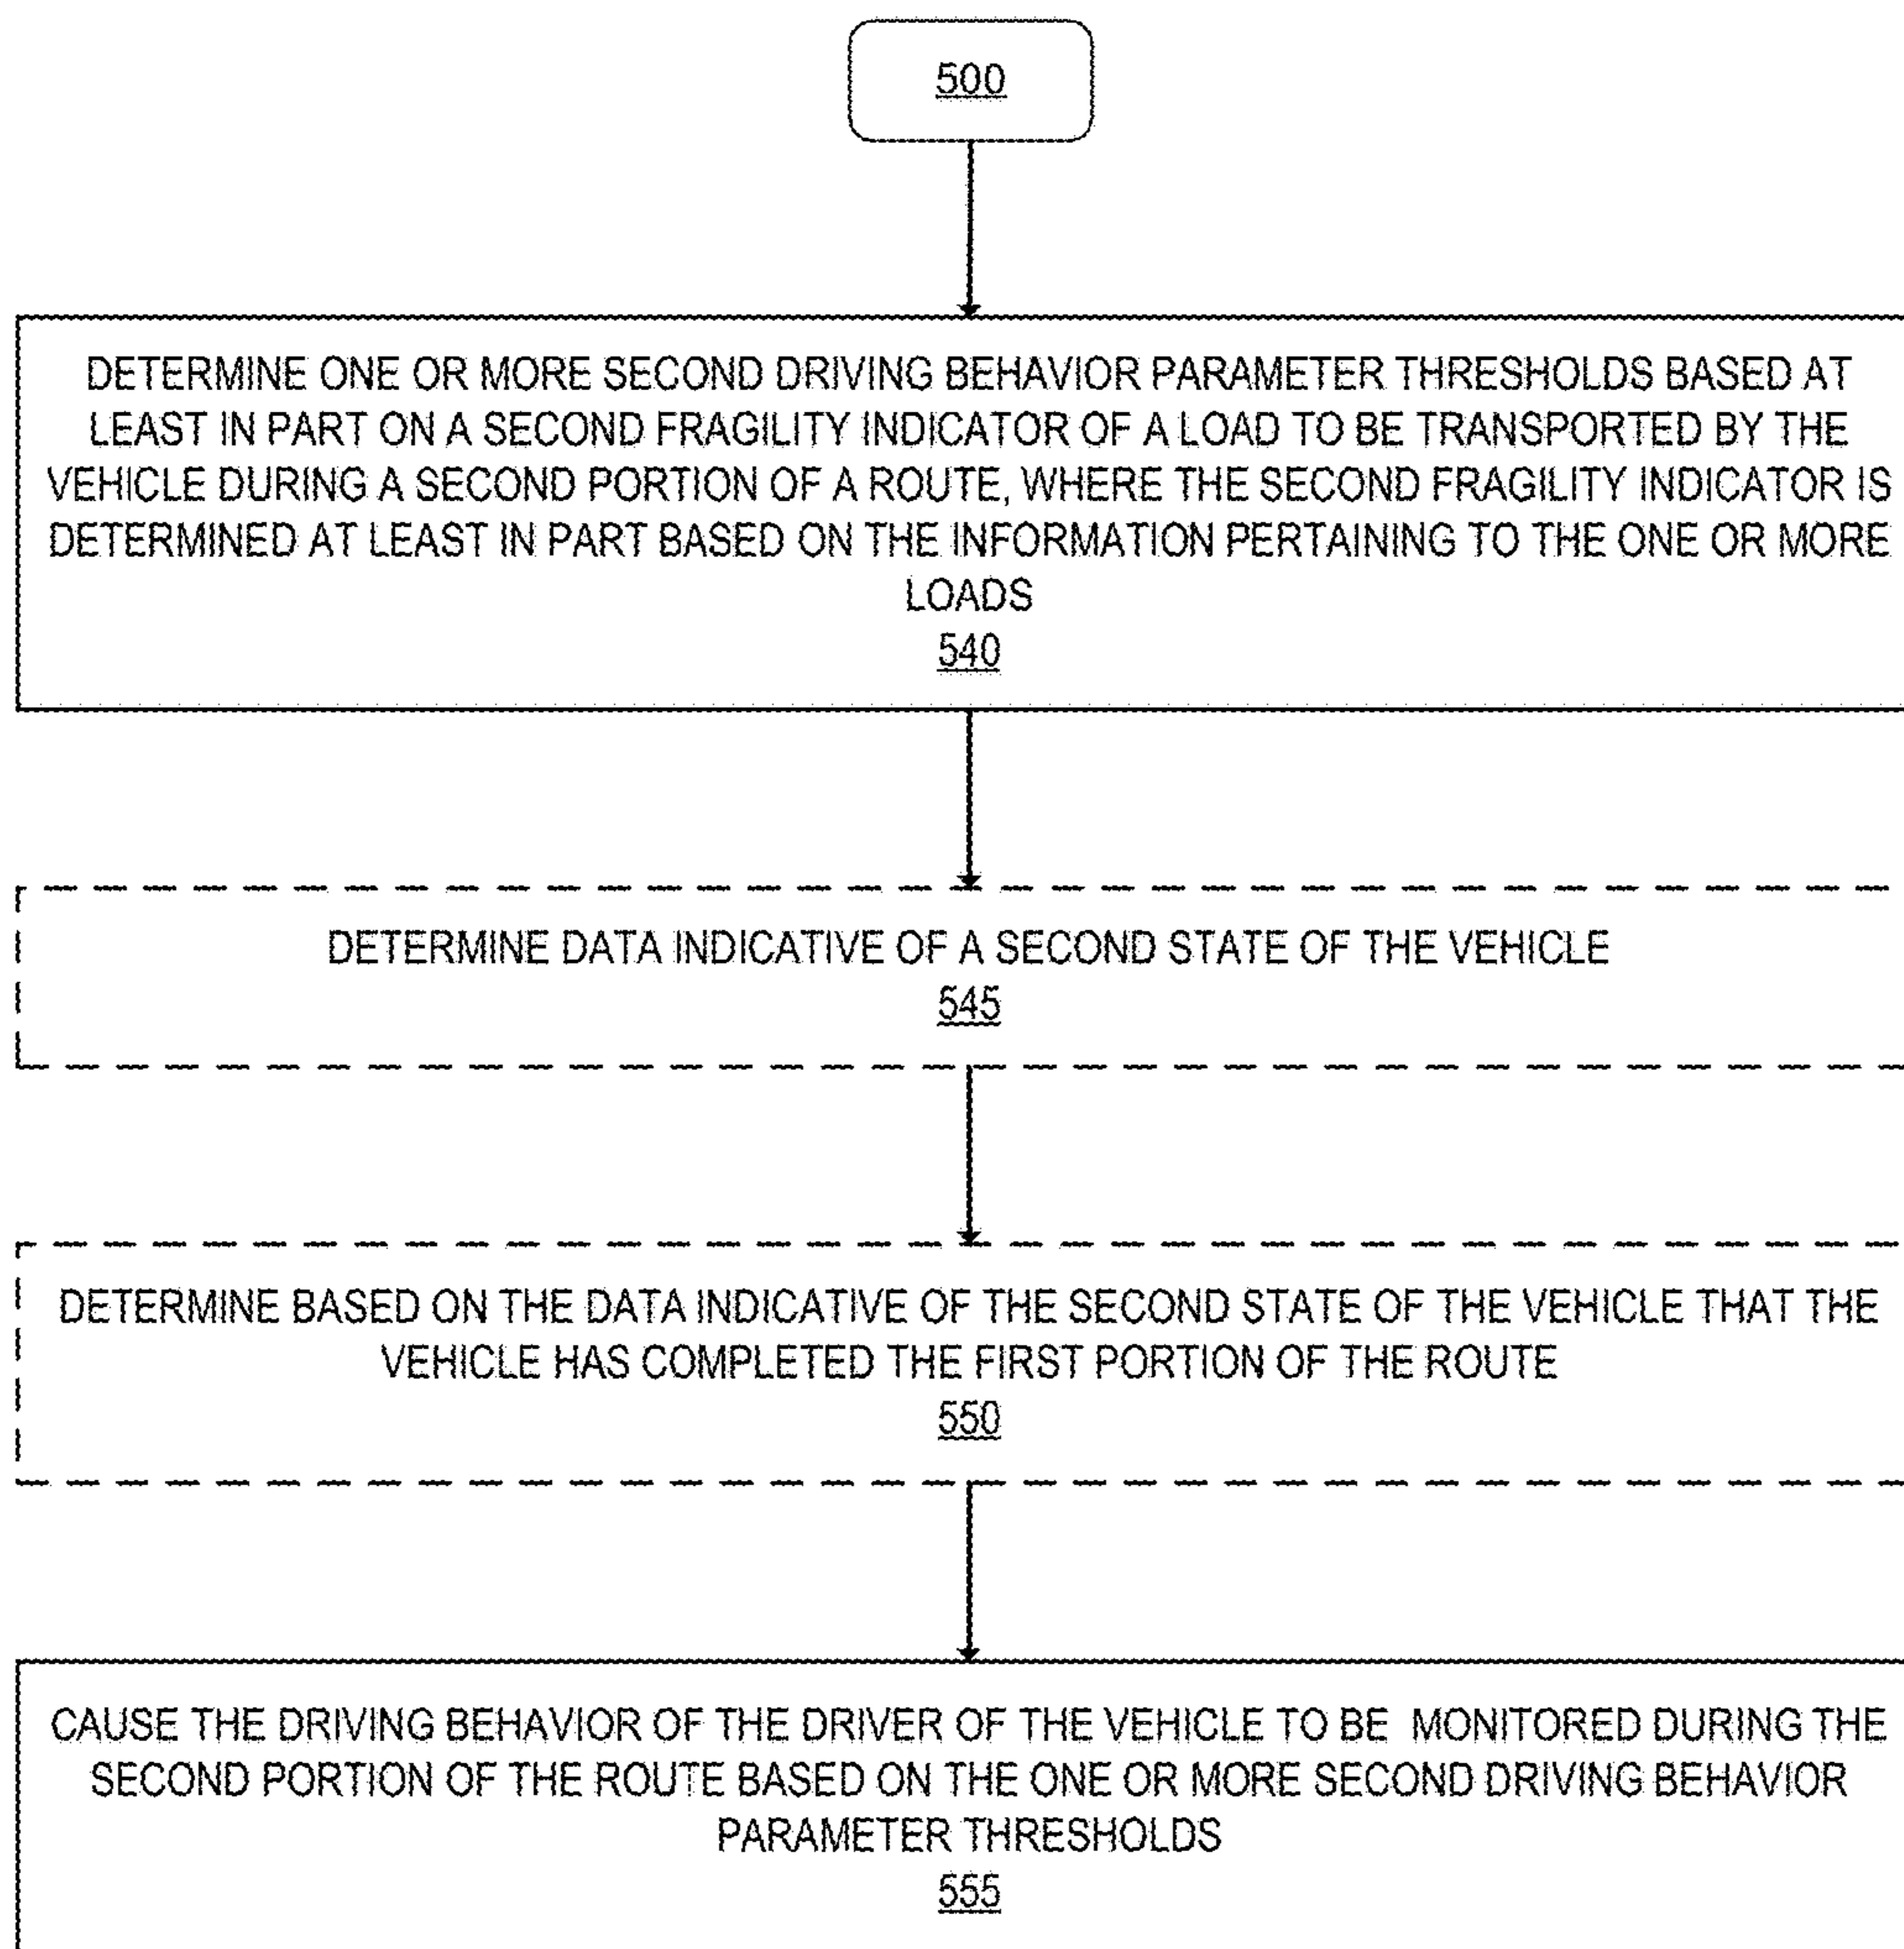 500
DETERMINE ONE OR MORE SECOND DRIVING BEHAVIOR PARAMETER THRESHOLDS BASED AT
LEAST IN PART ON A SECOND FRAGILITY INDICATOR OF A LOAD TO BE TRANSPORTED BY THE
VEHICLE DURING A SECOND PORTION OF A ROUTE, WHERE THE SECOND FRAGILITY INDICATOR IS
DETERMINED AT LEAST IN PART BASED ON THE INFORMATION PERTAINING TO THE ONE OR MORE
LOADS
540
DETERMINE DATA INDICATIVE OF A SECOND STATE OF THE VEHICLE
545
DETERMINE BASED ON THE DATA INDICATIVE OF THE SECOND STATE OF THE VEHICLE THAT THE
VEHICLE HAS COMPLETED THE FIRST PORTION OF THE ROUTE
550
CAUSE THE DRIVING BEHAVIOR OF THE DRIVER OF THE VEHICLE TO BE MONITORED DURING THE
SECOND PORTION OF THE ROUTE BASED ON THE ONE OR MORE SECOND DRIVING BEHAVIOR
PARAMETER THRESHOLDS
555